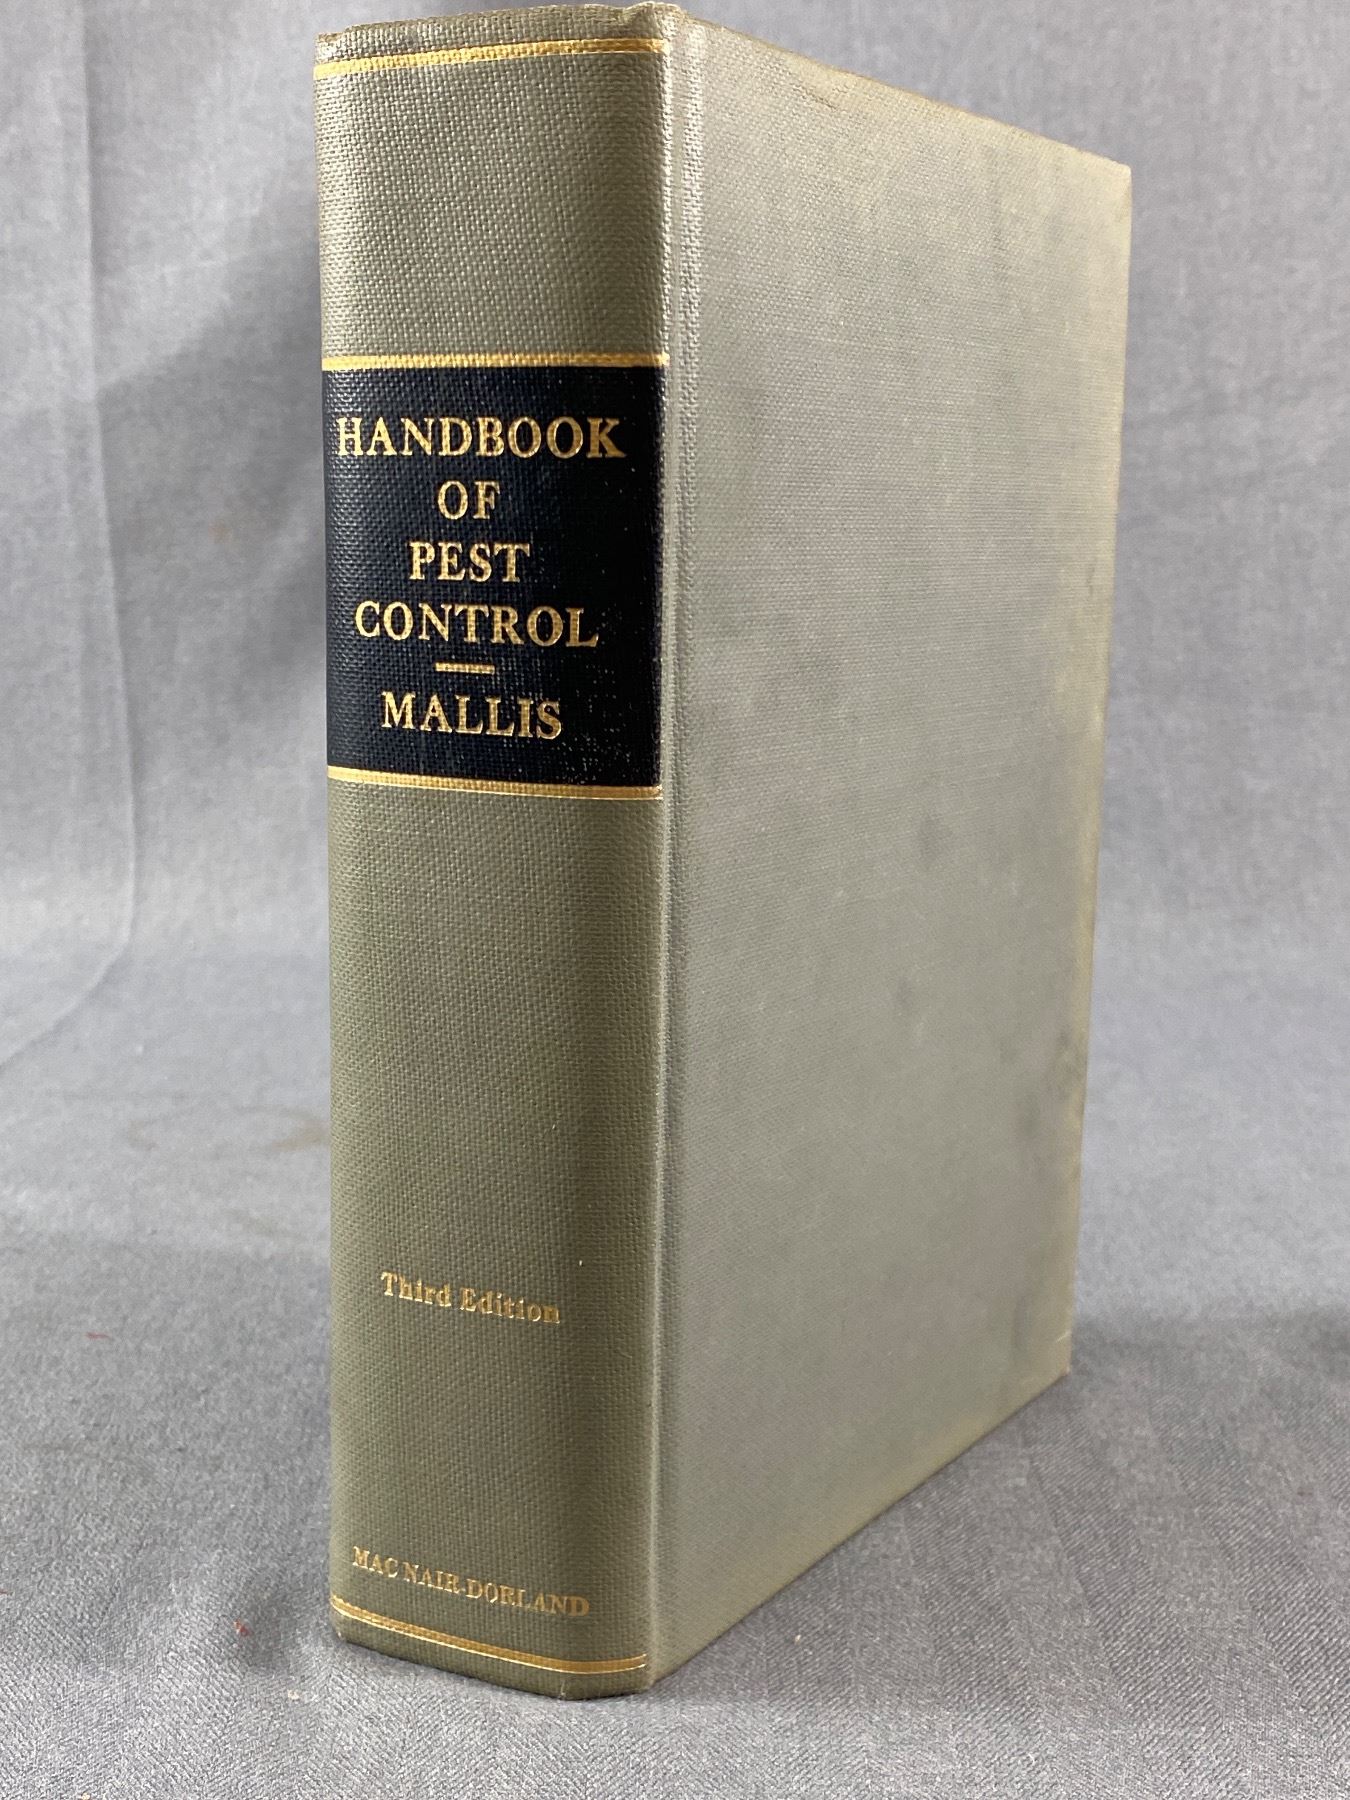 HANDBOOK
OF
PEST
CONTROL
MALLIS
Third Edition
MAC NAIR-DORLAND